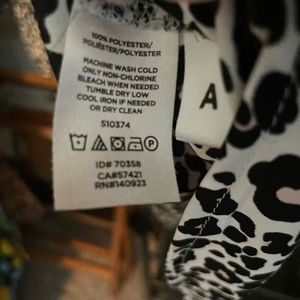 100% POLYESTER/
POLIÉSTER/POLYESTER
MACHINE WASH COLD
ONLY NON-CHLORINE
BLEACH WHEN NEEDED
TUMBLE DRY LOW
COOL IRON IF NEEDED
OR DRY CLEAN
510374
ID# 70358
CA#57421
RN#140923
A